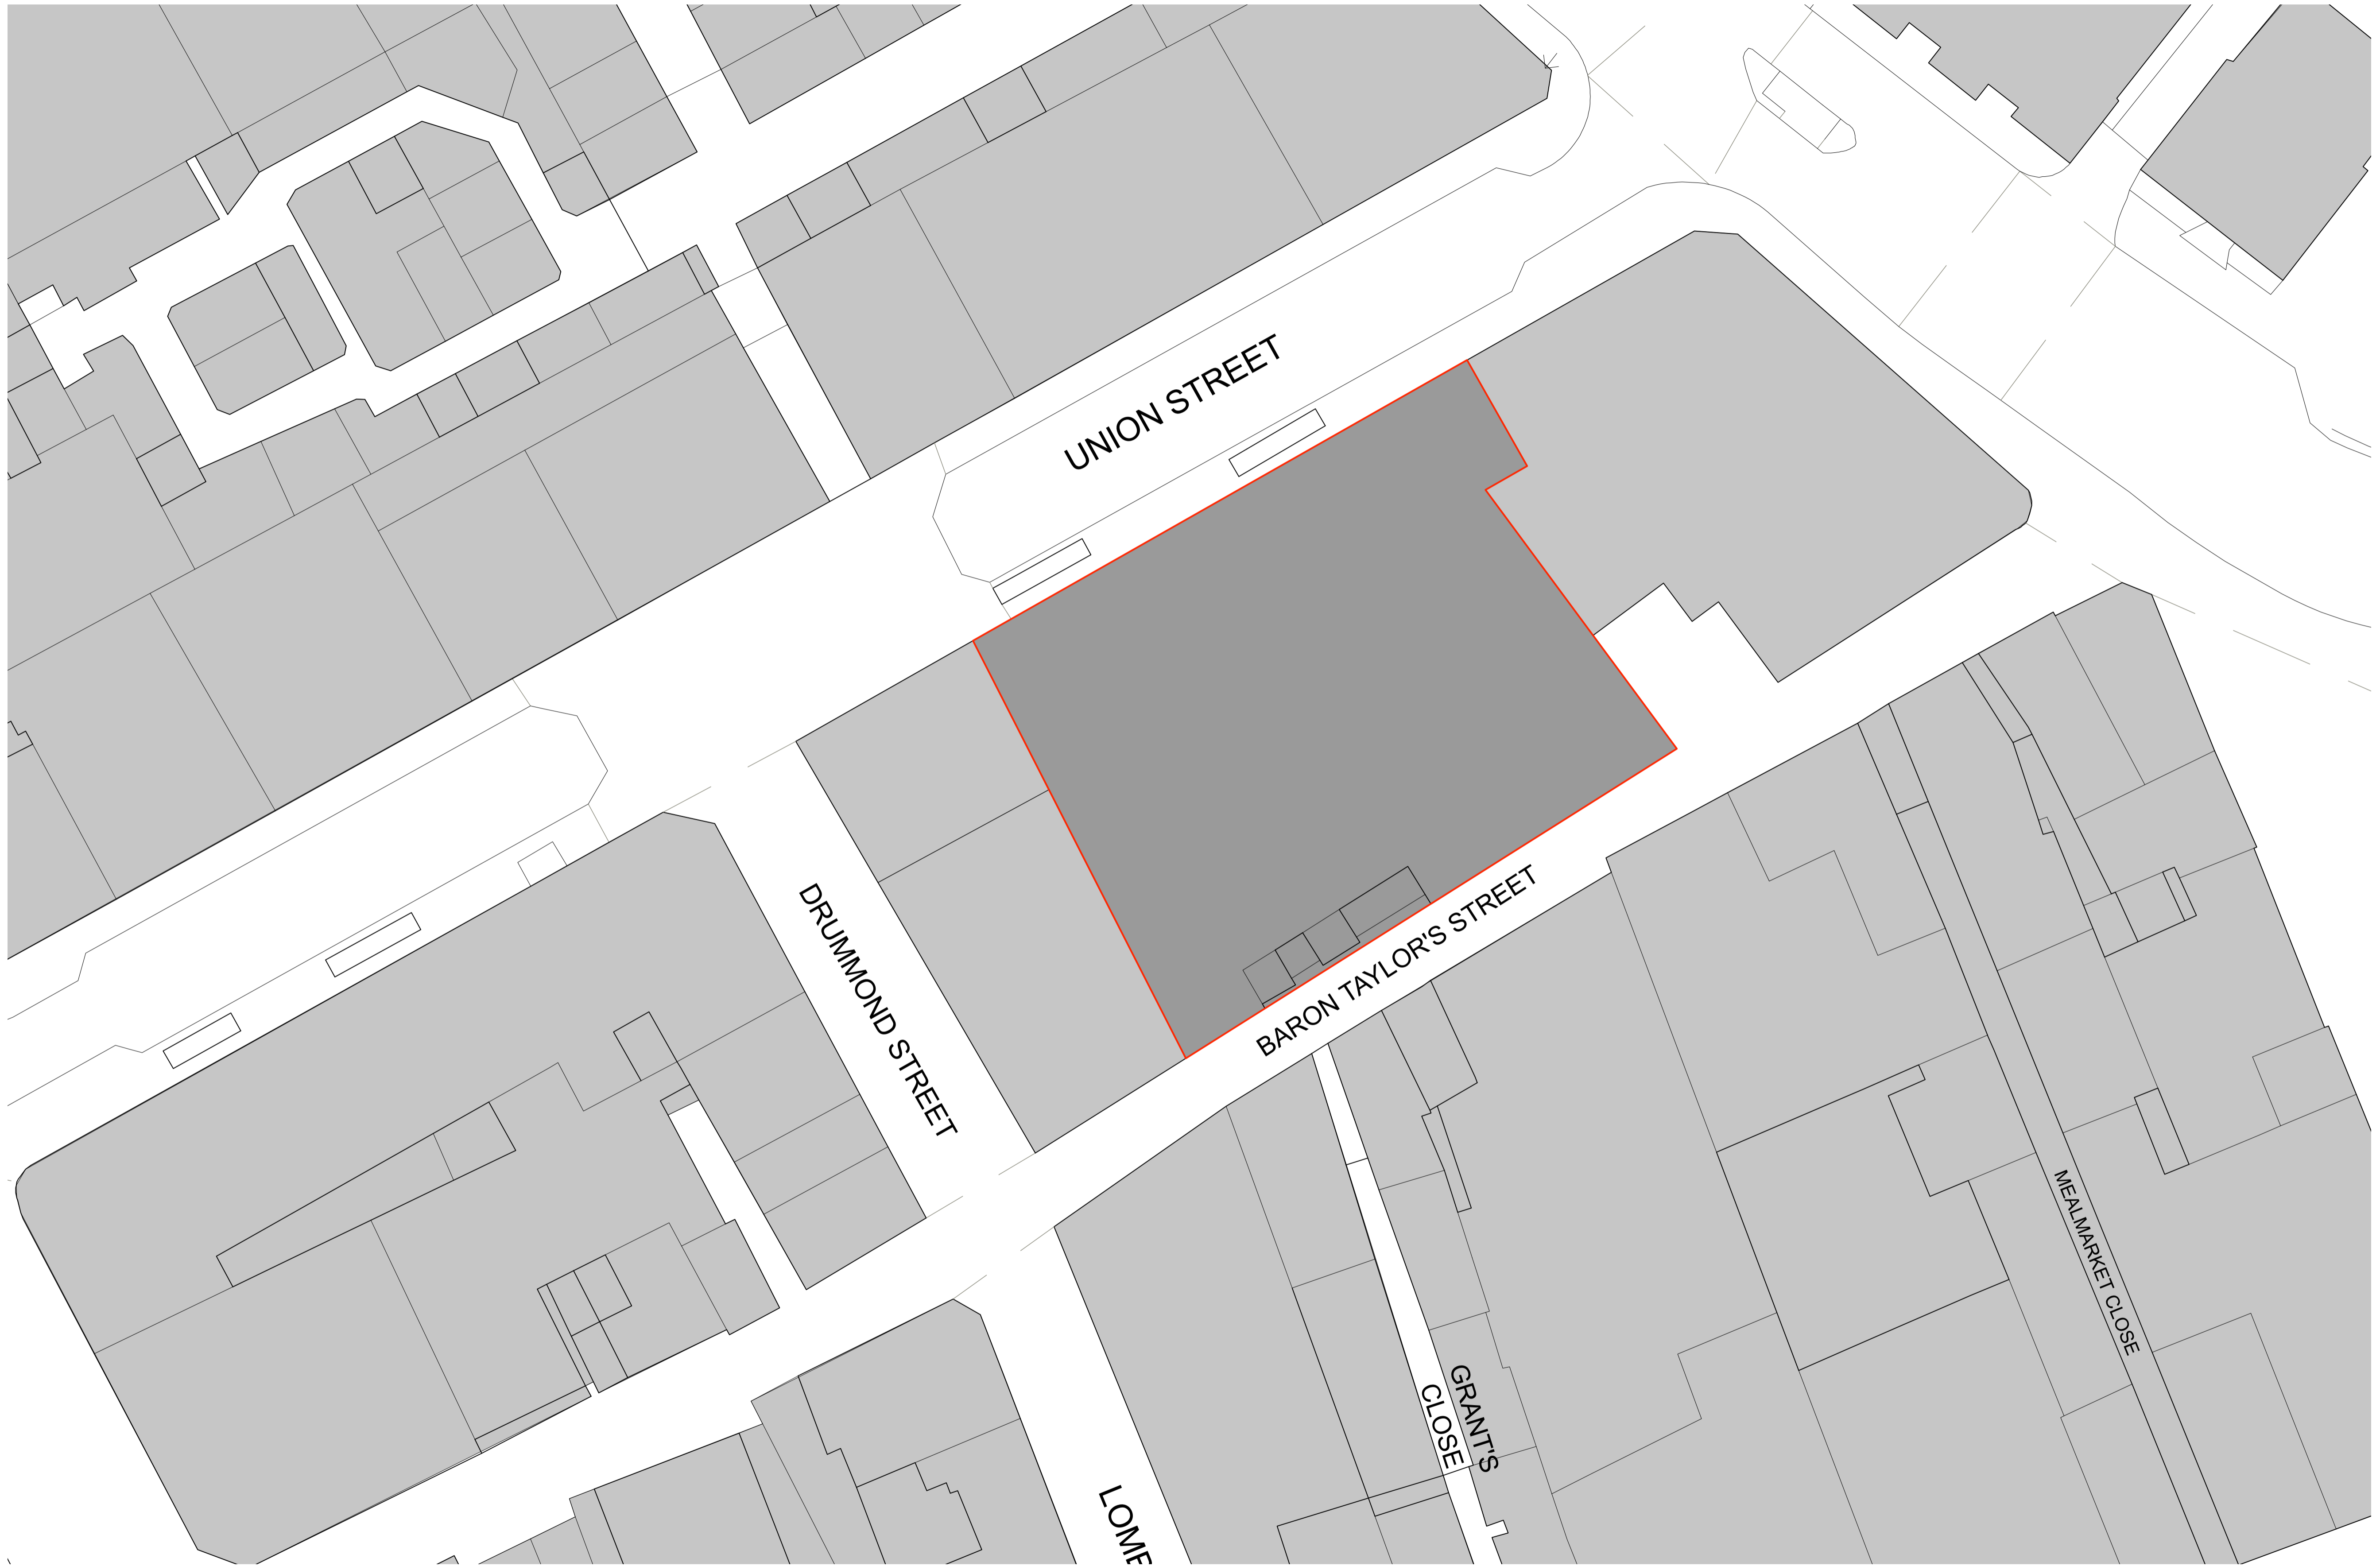 UNION STREET
DRUMMOND STREET
BARON TAYLOR'S STREET
MEALMARKET CLOSE
GRANT'S
CLOSE